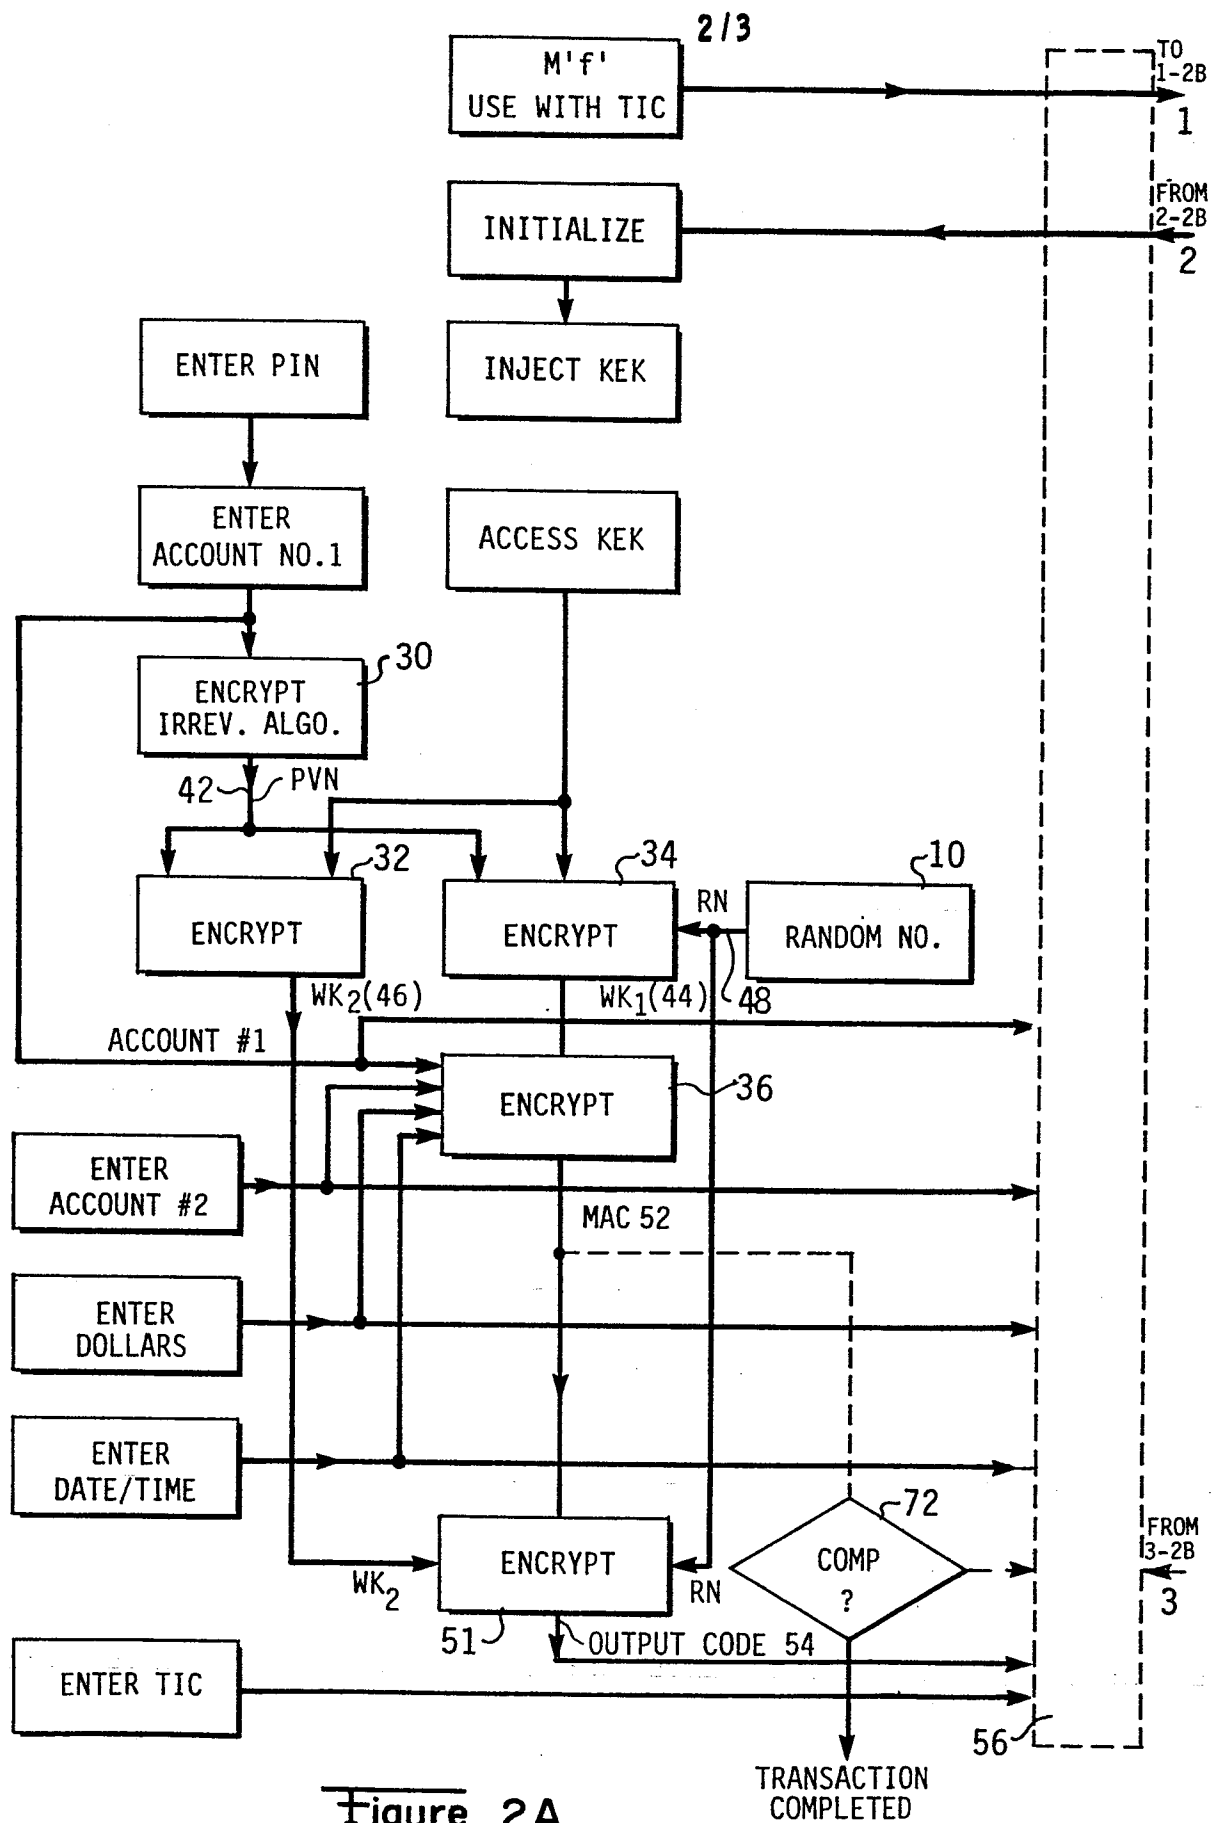 2/3
M'f'
USE WITH TIC
TO
1-2B
1
INITIALIZE
FROM
2-2B
2
ENTER PIN
INJECT KEK
ENTER
ACCOUNT NO.1
ACCESS KEK
30
ENCRYPT
IRREV. ALGO.
42
PVN
32
34
10
ENCRYPT
ENCRYPT
RN
RANDOM NO.
WK2(46)
WK1(44)
48
ACCOUNT #1
ENCRYPT
36
ENTER
ACCOUNT #2
MAC 52
ENTER
DOLLARS
ENTER
DATE/TIME
72
FROM
3-2B
3
ENCRYPT
COMP
?
WK2
RN
51
OUTPUT CODE 54
ENTER TIC
56
TRANSACTION
COMPLETED
Figure 2A